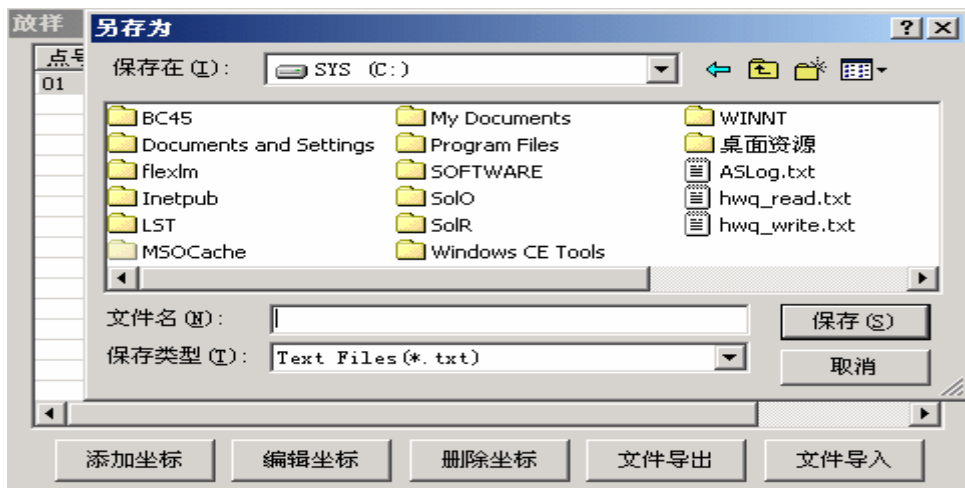 放样
另存为
点号
保存在(I): SYS (C:)
01
BC45 My Documents WINNT
Documents and Settings Program Files 桌面资源
flexlm SOFTWARE ASLog.txt
Inetpub SolO hwq_read.txt
LST SolR hwq_write.txt
MSOCache Windows CE Tools
文件名(N): 保存(S)
保存类型(T): Text Files(*.txt) 取消
添加坐标 编辑坐标 删除坐标 文件导出 文件导入